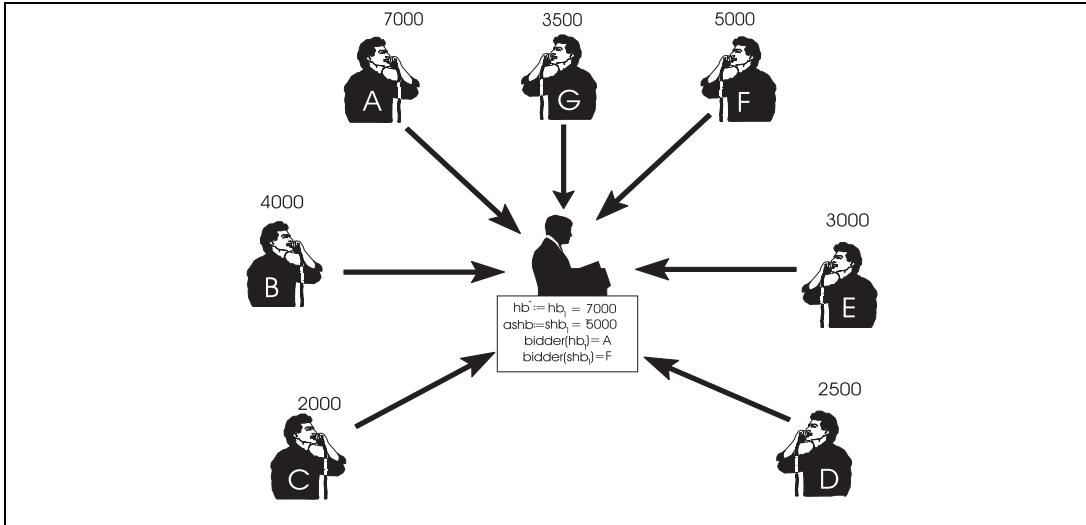 7000
3500
5000
A
G
F
4000
3000
B
E
hb* := hb₁ = 7000
ashb:=shb₁ = 5000
bidder(hb₁)=A
bidder(shb₁)=F
2000
2500
C
D